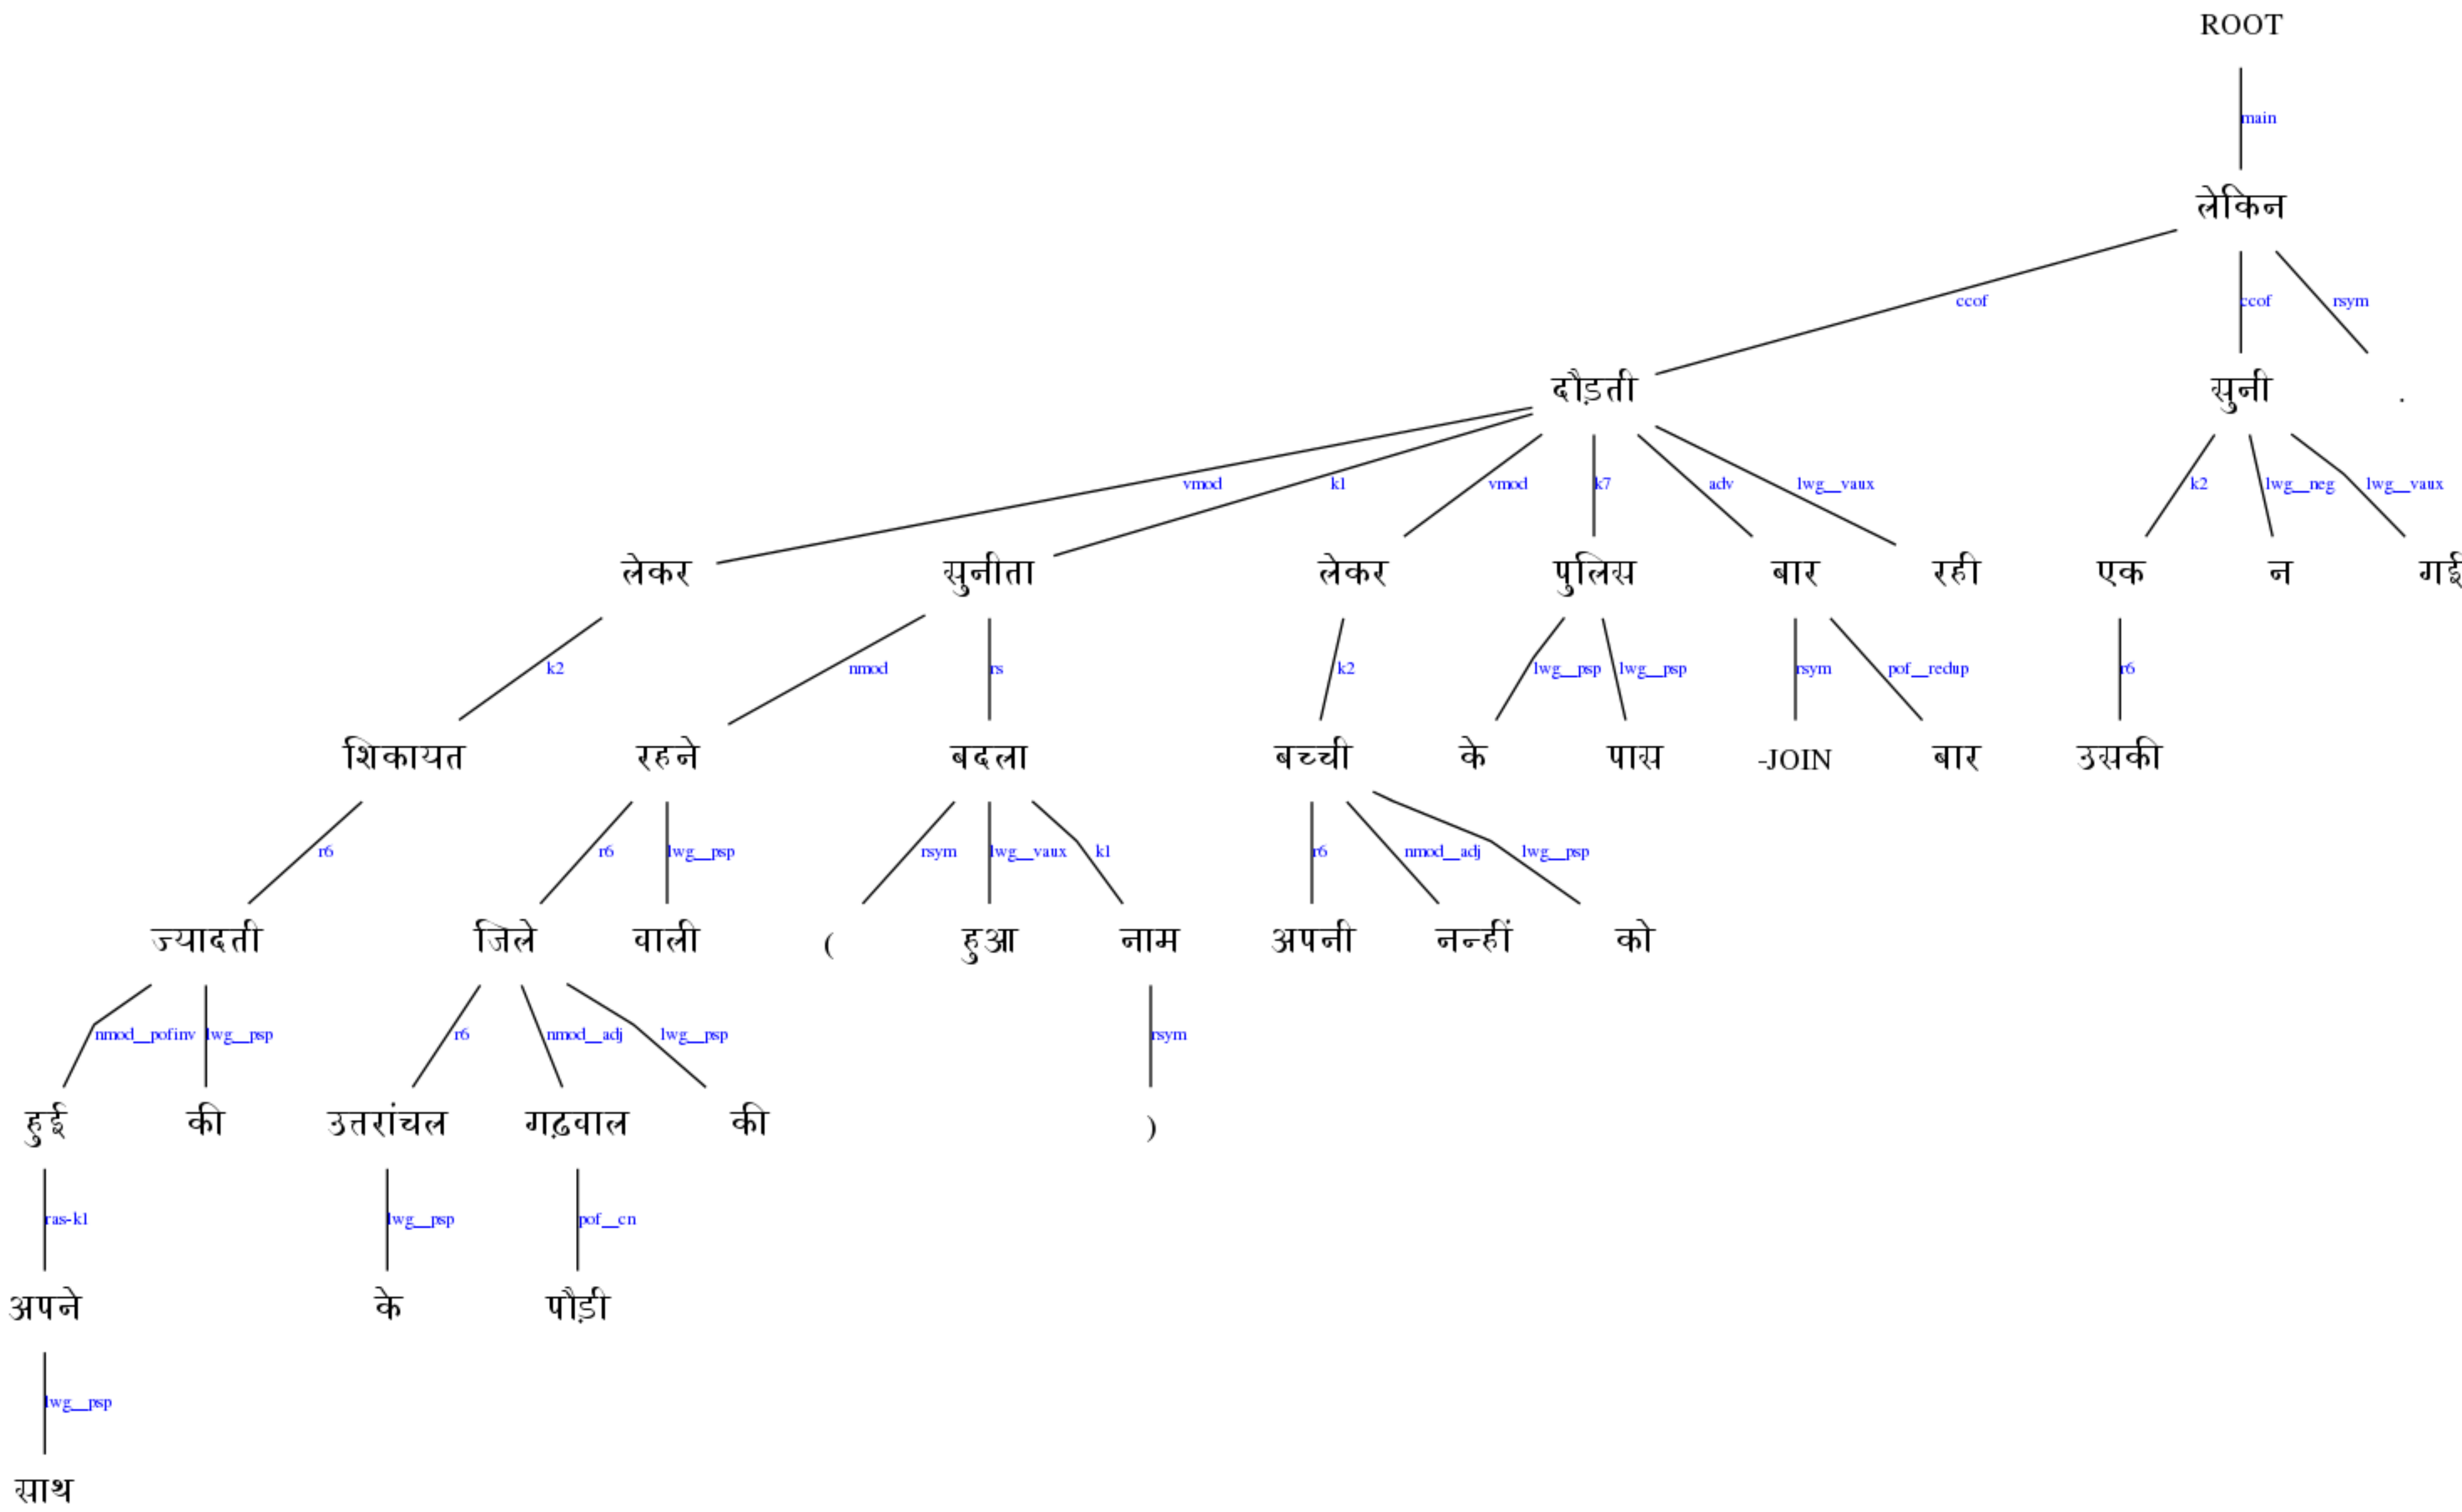 ROOT
main
लेकिन
ccof ccof rsym
दौड़ती सुनी .
vmod k1 vmod k7 adv lwg__vaux k2 lwg__neg lwg__vaux
लेकर सुनीता लेकर पुलिस बार रही एक न गई
k2 nmod rs k2 lwg__psp lwg__psp rsym pof__redup r6
शिकायत रहने बदला बच्ची के पास -JOIN बार उसकी
r6 r6 lwg__psp rsym lwg__vaux k1 r6 nmod__adj lwg__psp
ज्यादती जिले वाली ( हुआ नाम अपनी नन्हीं को
nmod__pofinv lwg__psp r6 nmod__adj lwg__psp rsym
हुई की उत्तरांचल गढ़वाल की )
ras-k1 lwg__psp pof__cn
अपने के पौड़ी
lwg__psp
साथ